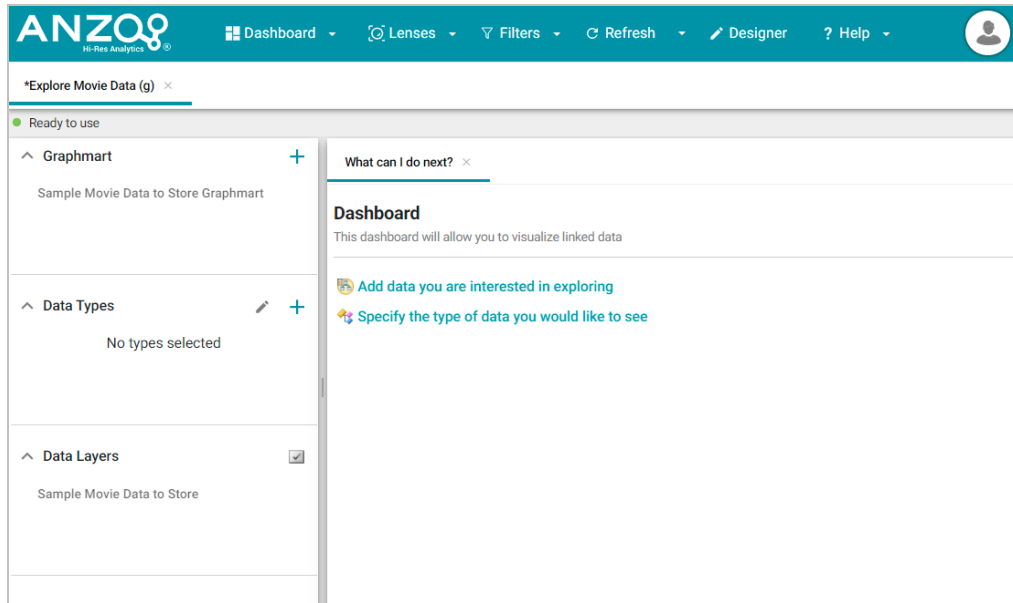 ANZO®
Hi-Res Analytics
Dashboard
Lenses
Filters
Refresh
Designer
? Help
*Explore Movie Data (g) ×
Ready to use
Graphmart +
Sample Movie Data to Store Graphmart
Data Types +
No types selected
Data Layers
Sample Movie Data to Store
What can I do next? ×
Dashboard
This dashboard will allow you to visualize linked data
Add data you are interested in exploring
Specify the type of data you would like to see